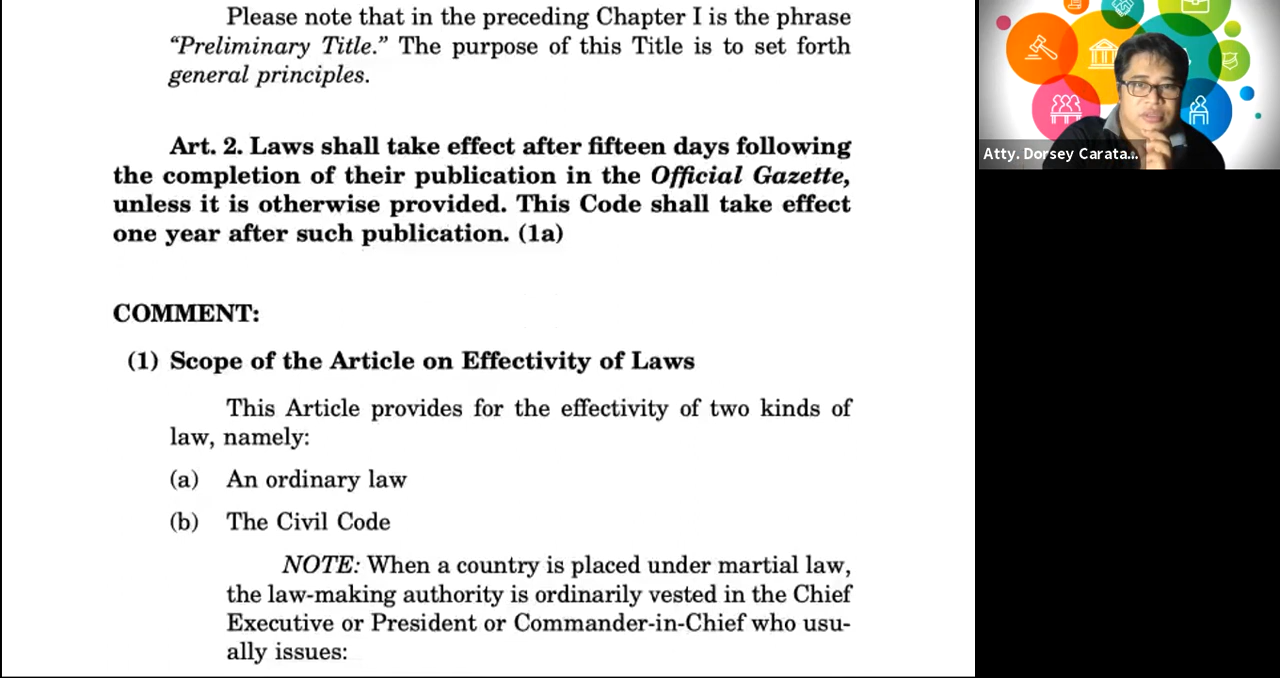 Please note that in the preceding Chapter I is the phrase
“Preliminary Title.” The purpose of this Title is to set forth
general principles.
Art. 2. Laws shall take effect after fifteen days following
the completion of their publication in the Official Gazette,
unless it is otherwise provided. This Code shall take effect
one year after such publication. (1a)
COMMENT:
(1) Scope of the Article on Effectivity of Laws
This Article provides for the effectivity of two kinds of
law, namely:
(a) An ordinary law
(b) The Civil Code
NOTE: When a country is placed under martial law,
the law-making authority is ordinarily vested in the Chief
Executive or President or Commander-in-Chief who usu-
ally issues:
Atty. Dorsey Carata...